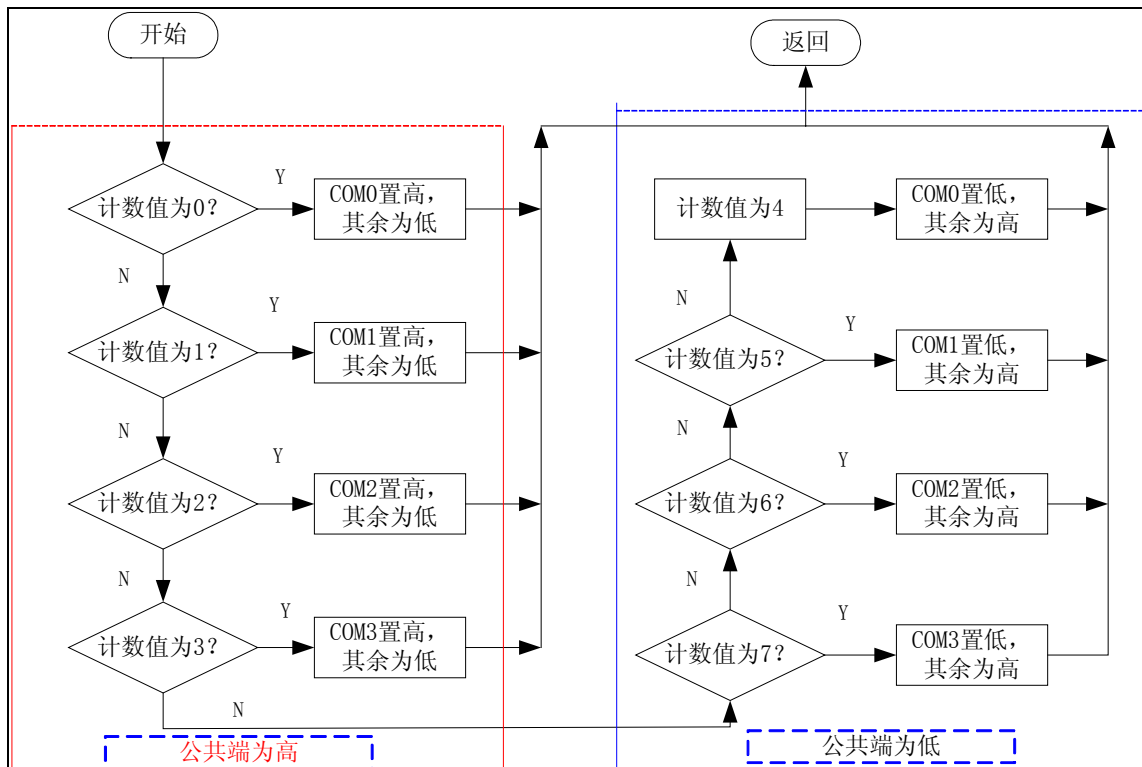 开始
返回
计数值为0?
Y
COM0置高,
其余为低
N
计数值为1?
Y
COM1置高,
其余为低
N
计数值为2?
Y
COM2置高,
其余为低
N
计数值为3?
Y
COM3置高,
其余为低
N
公共端为高
计数值为4
COM0置低,
其余为高
N
计数值为5?
Y
COM1置低,
其余为高
N
计数值为6?
Y
COM2置低,
其余为高
N
计数值为7?
Y
COM3置低,
其余为高
公共端为低